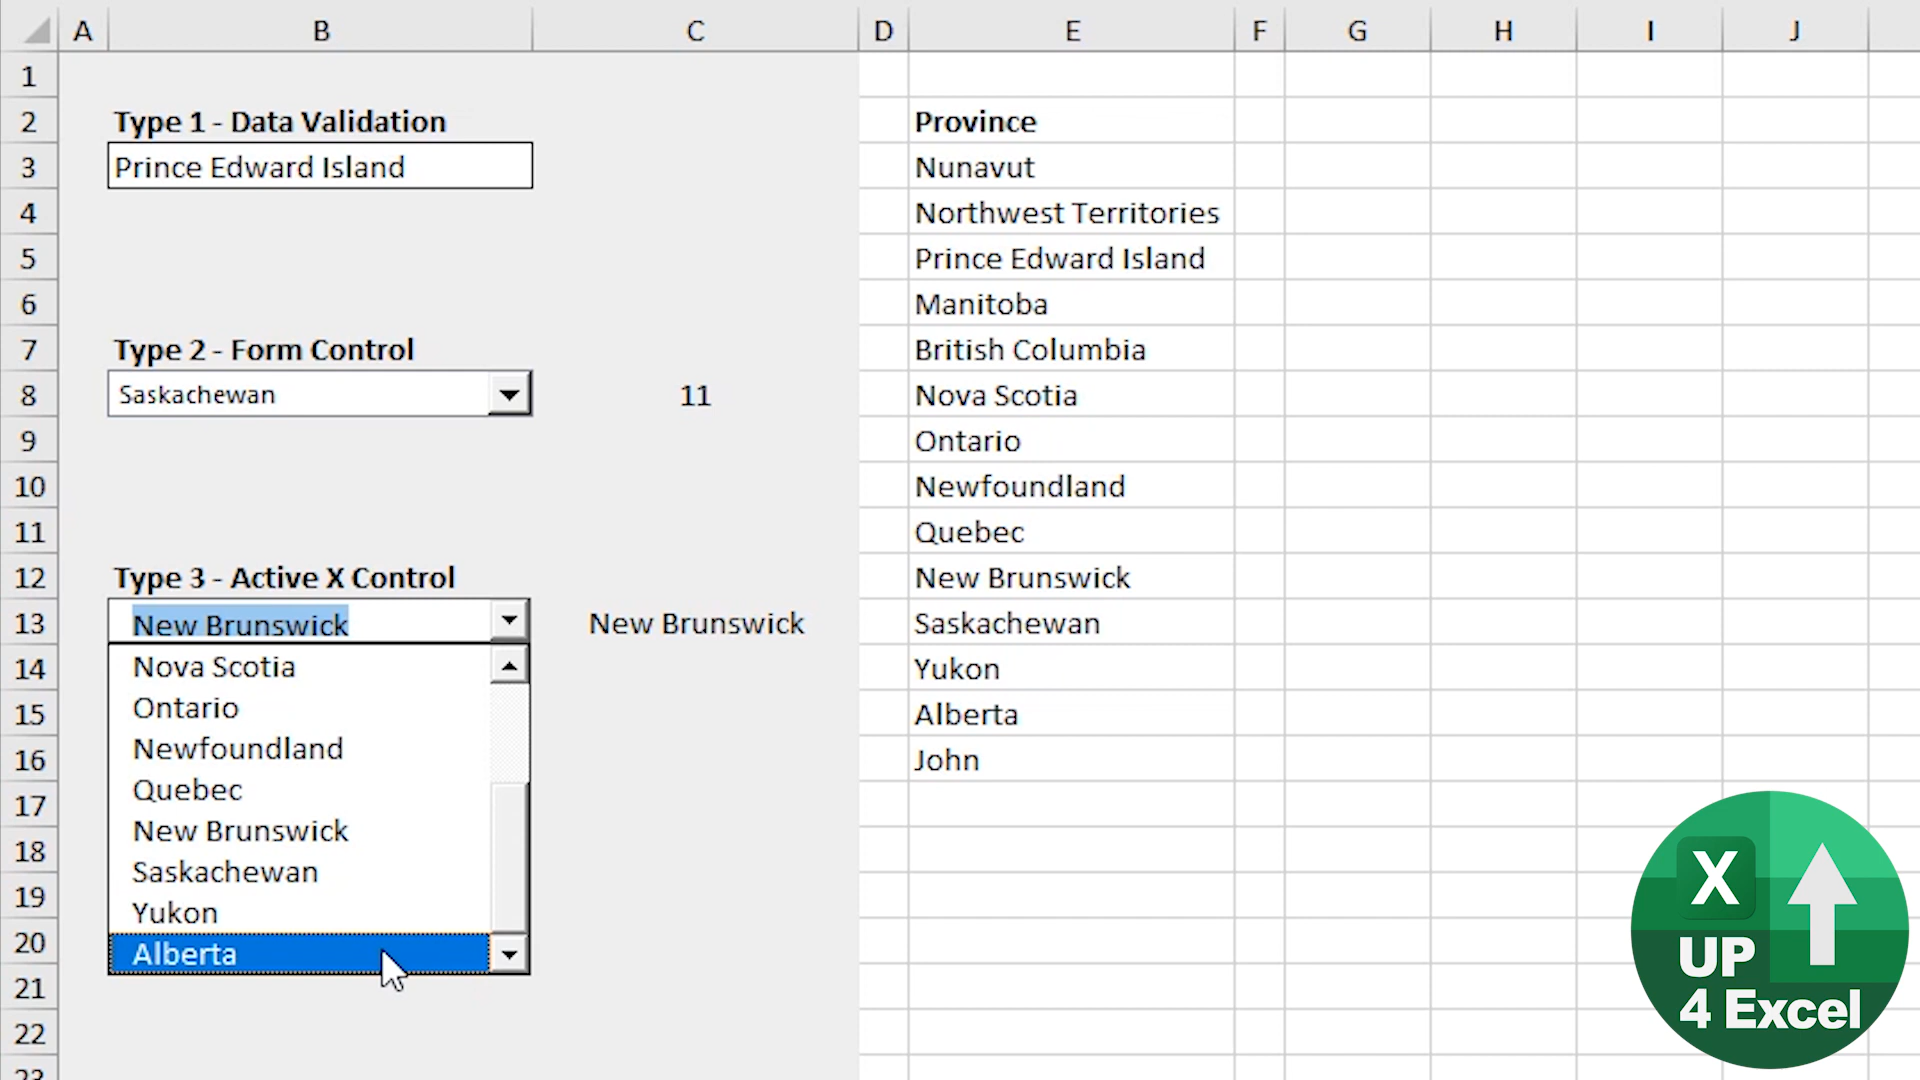 A B C D E F G H I J
1
2 Type 1 - Data Validation Province
3 Prince Edward Island Nunavut
4 Northwest Territories
5 Prince Edward Island
6 Manitoba
7 Type 2 - Form Control British Columbia
8 Saskachewan 11 Nova Scotia
9 Ontario
10 Newfoundland
11 Quebec
12 Type 3 - Active X Control New Brunswick
13 New Brunswick New Brunswick Saskachewan
14 Nova Scotia Yukon
15 Ontario Alberta
16 Newfoundland John
17 Quebec
18 New Brunswick
19 Saskachewan
Yukon
20 Alberta
21
22
23
X
UP
4 Excel